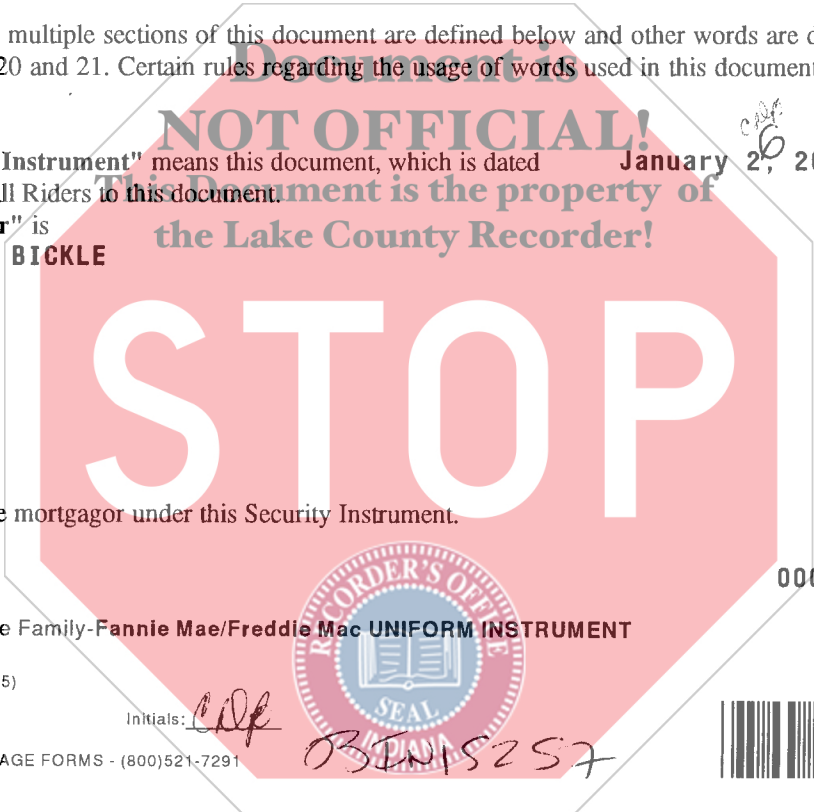 multiple sections of this document are defined below and other words are d
20 and 21. Certain rules regarding the usage of words used in this document
Document is
NOT OFFICIAL!
This Document is the property of
the Lake County Recorder!
Instrument" means this document, which is dated January 26, 20
ll Riders to this document.
r" is
BICKLE
STOP
e mortgagor under this Security Instrument.
000
e Family-Fannie Mae/Freddie Mac UNIFORM INSTRUMENT
5)
Initials:
AGE FORMS - (800)521-7291
RECORDER'S OFFICE
SEAL
INDIANA